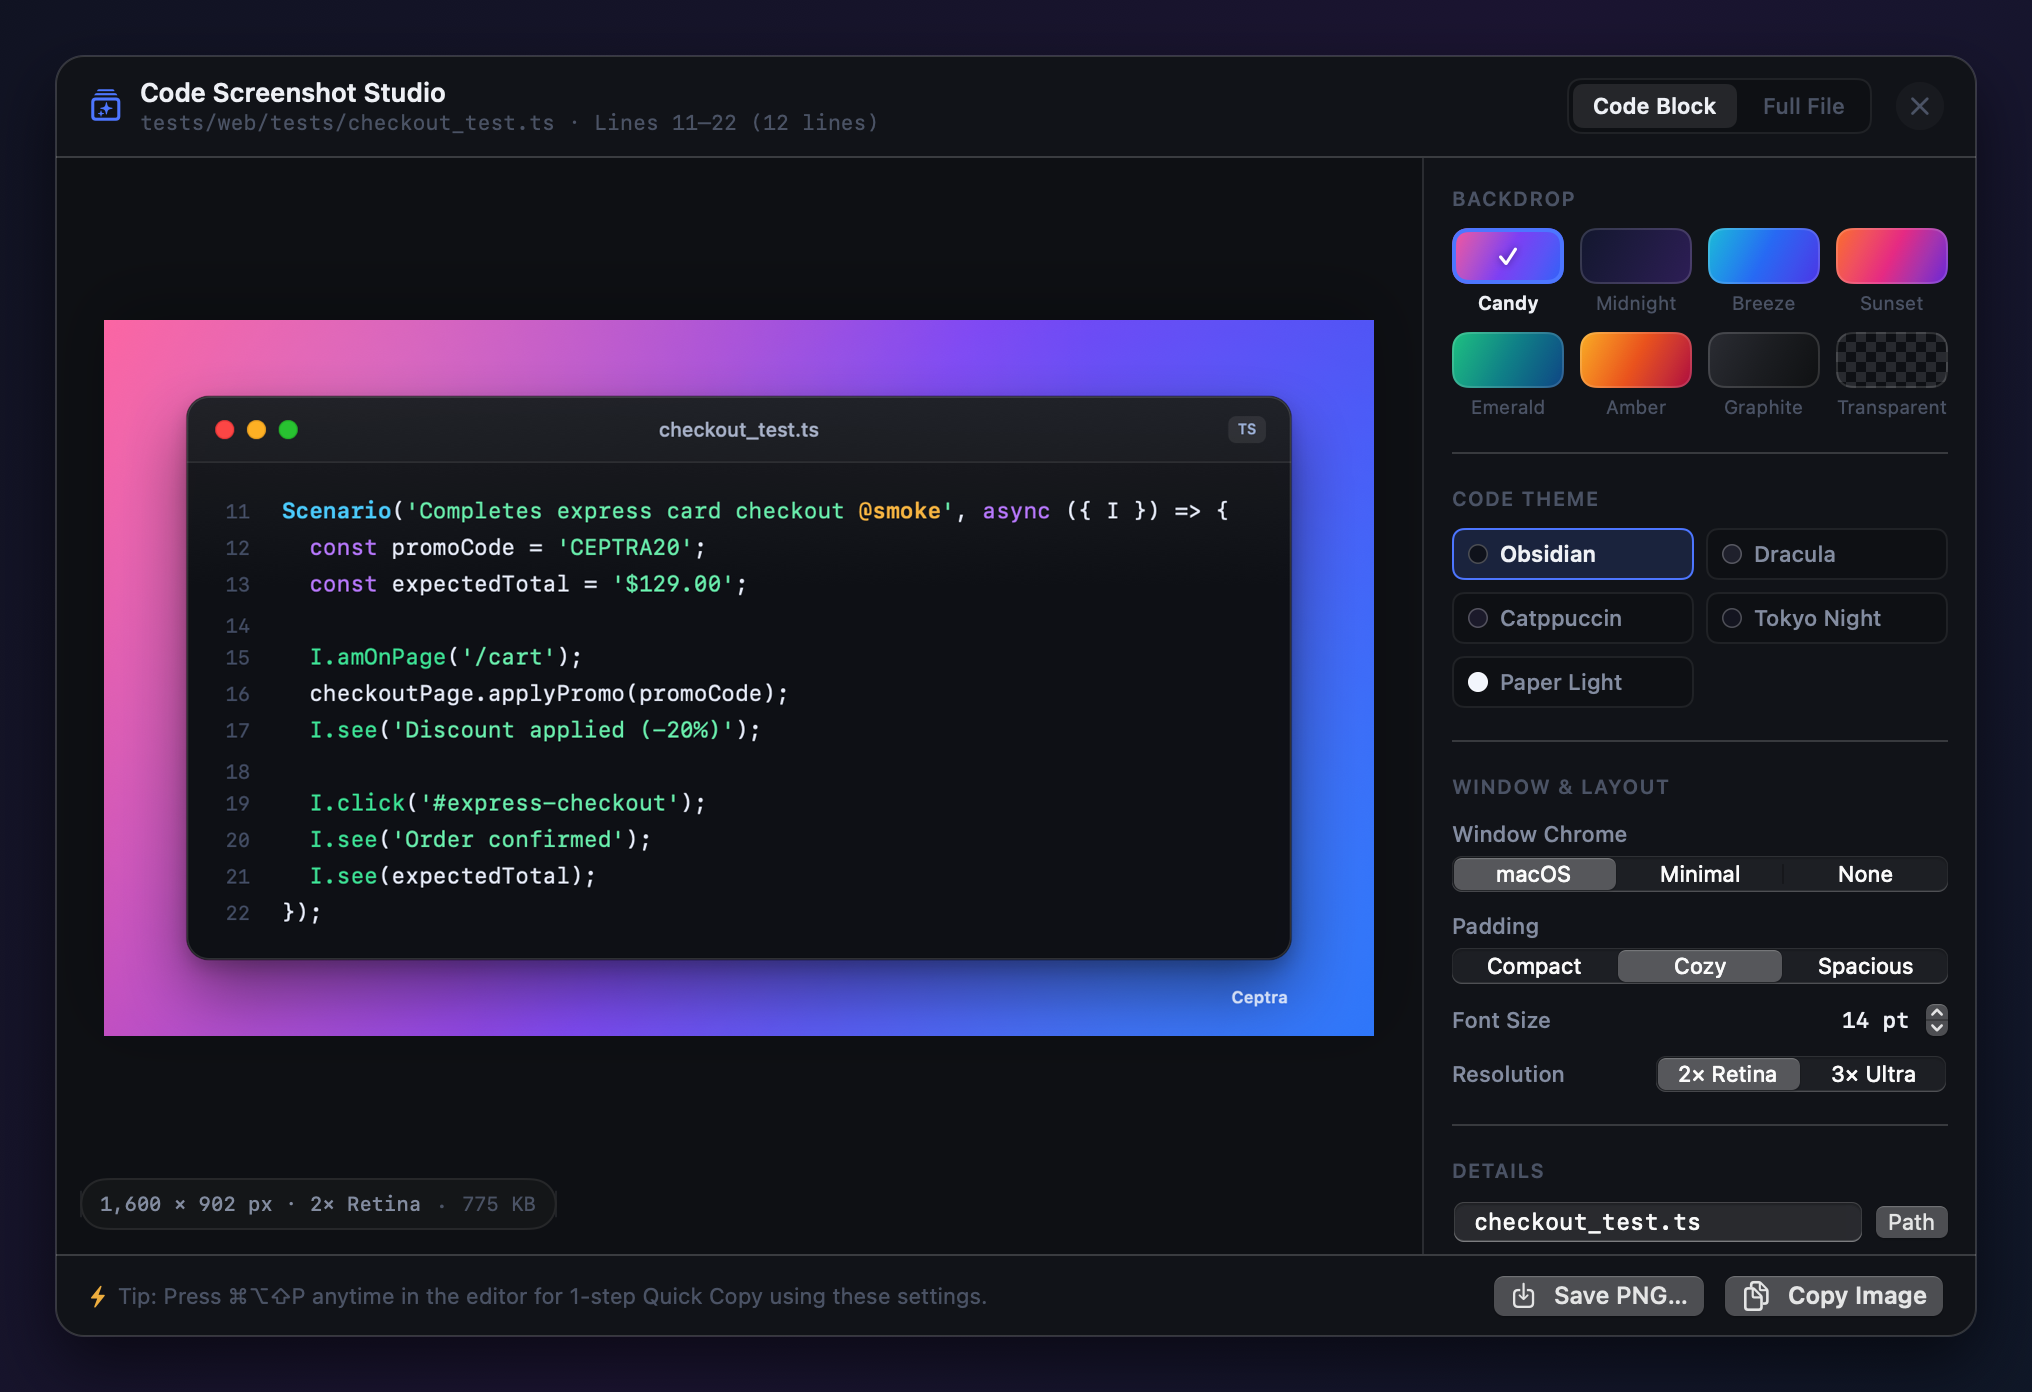 Code Screenshot Studio
tests/web/tests/checkout_test.ts · Lines 11–22 (12 lines)
Code Block
Full File
checkout_test.ts
TS
11 Scenario('Completes express card checkout @smoke', async ({ I }) => {
12   const promoCode = 'CEPTRA20';
13   const expectedTotal = '$129.00';
14
15   I.amOnPage('/cart');
16   checkoutPage.applyPromo(promoCode);
17   I.see('Discount applied (-20%)');
18
19   I.click('#express-checkout');
20   I.see('Order confirmed');
21   I.see(expectedTotal);
22 });
Ceptra
1,600 × 902 px · 2× Retina · 775 KB
BACKDROP
Candy Midnight Breeze Sunset
Emerald Amber Graphite Transparent
CODE THEME
Obsidian Dracula
Catppuccin Tokyo Night
Paper Light
WINDOW & LAYOUT
Window Chrome
macOS Minimal None
Padding
Compact Cozy Spacious
Font Size 14 pt
Resolution 2× Retina 3× Ultra
DETAILS
checkout_test.ts Path
Tip: Press ⌘⌥⇧P anytime in the editor for 1-step Quick Copy using these settings.
Save PNG...
Copy Image